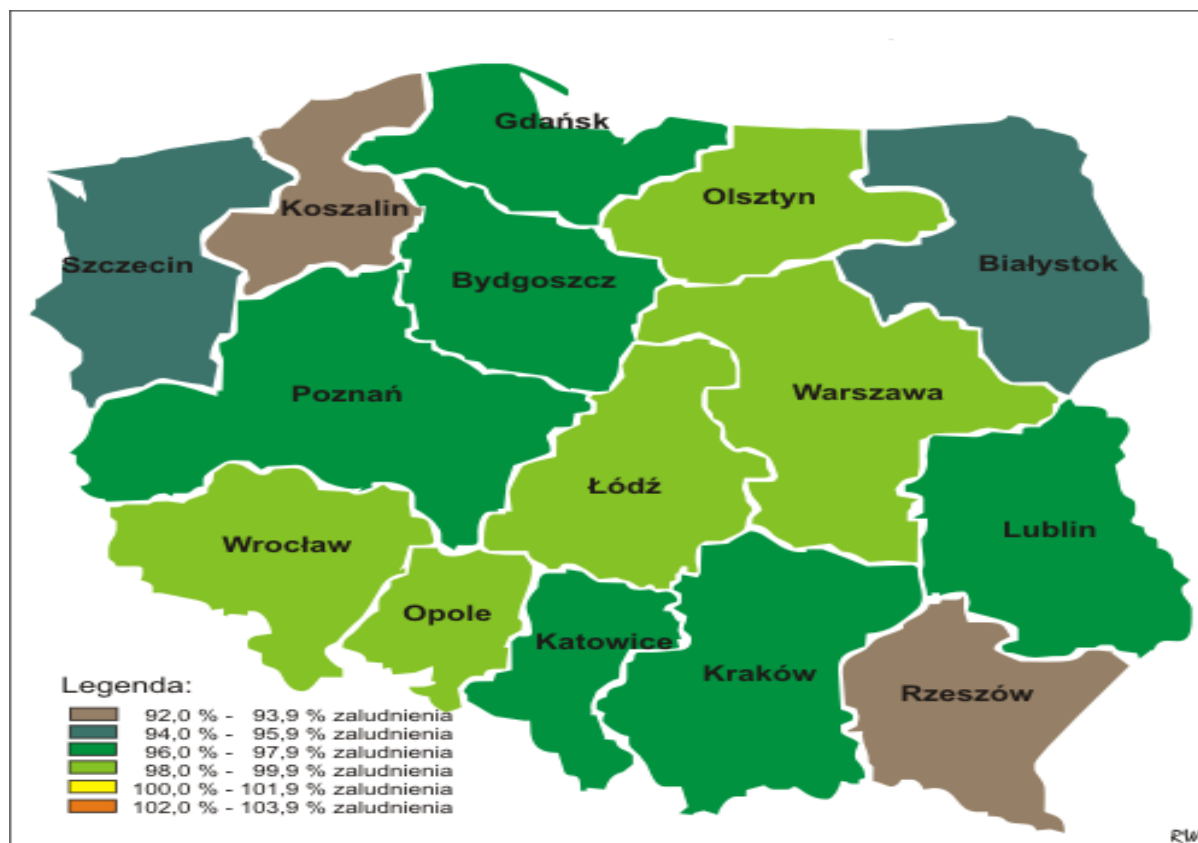 Gdańsk
Olsztyn
Koszalin
Szczecin
Białystok
Bydgoszcz
Poznań
Warszawa
Łódź
Lublin
Wrocław
Opole
Katowice
Kraków
Rzeszów
Legenda:
92,0 % - 93,9 % zaludnienia
94,0 % - 95,9 % zaludnienia
96,0 % - 97,9 % zaludnienia
98,0 % - 99,9 % zaludnienia
100,0 % - 101,9 % zaludnienia
102,0 % - 103,9 % zaludnienia
RW